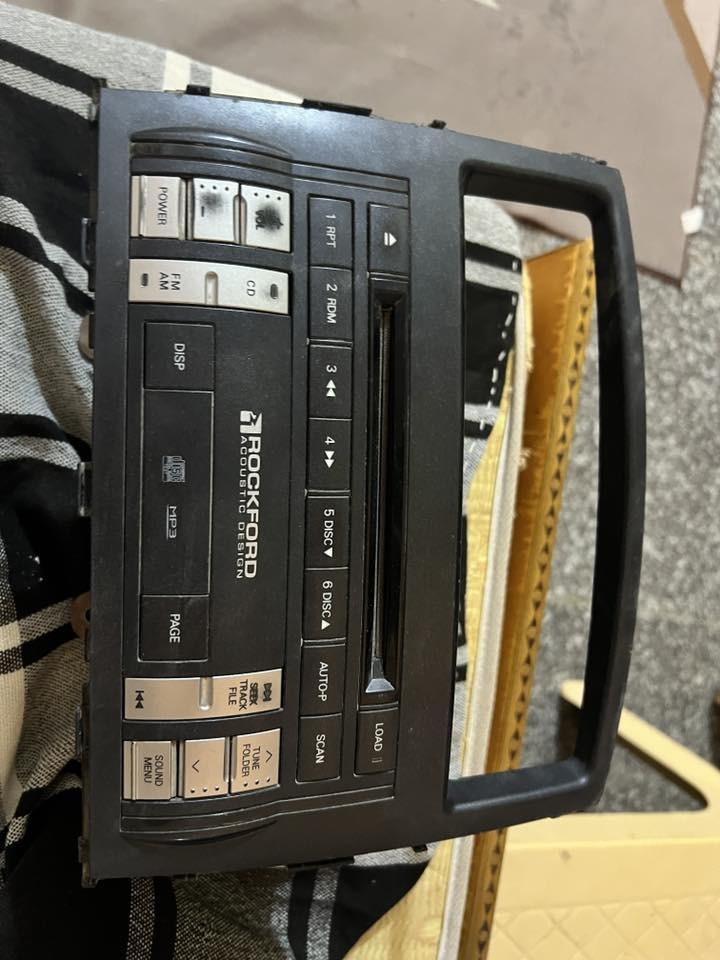 LOAD
1 RPT
2 RDM
3 ◀◀
4 ▶▶
5 DISC▼
6 DISC▲
AUTO-P
SCAN
VOL
–
POWER
CD
FM
AM
ROCKFORD
ACOUSTIC DESIGN
DISP
MP3
PAGE
SEEK
TRACK
FILE
TUNE
FOLDER
SOUND
MENU